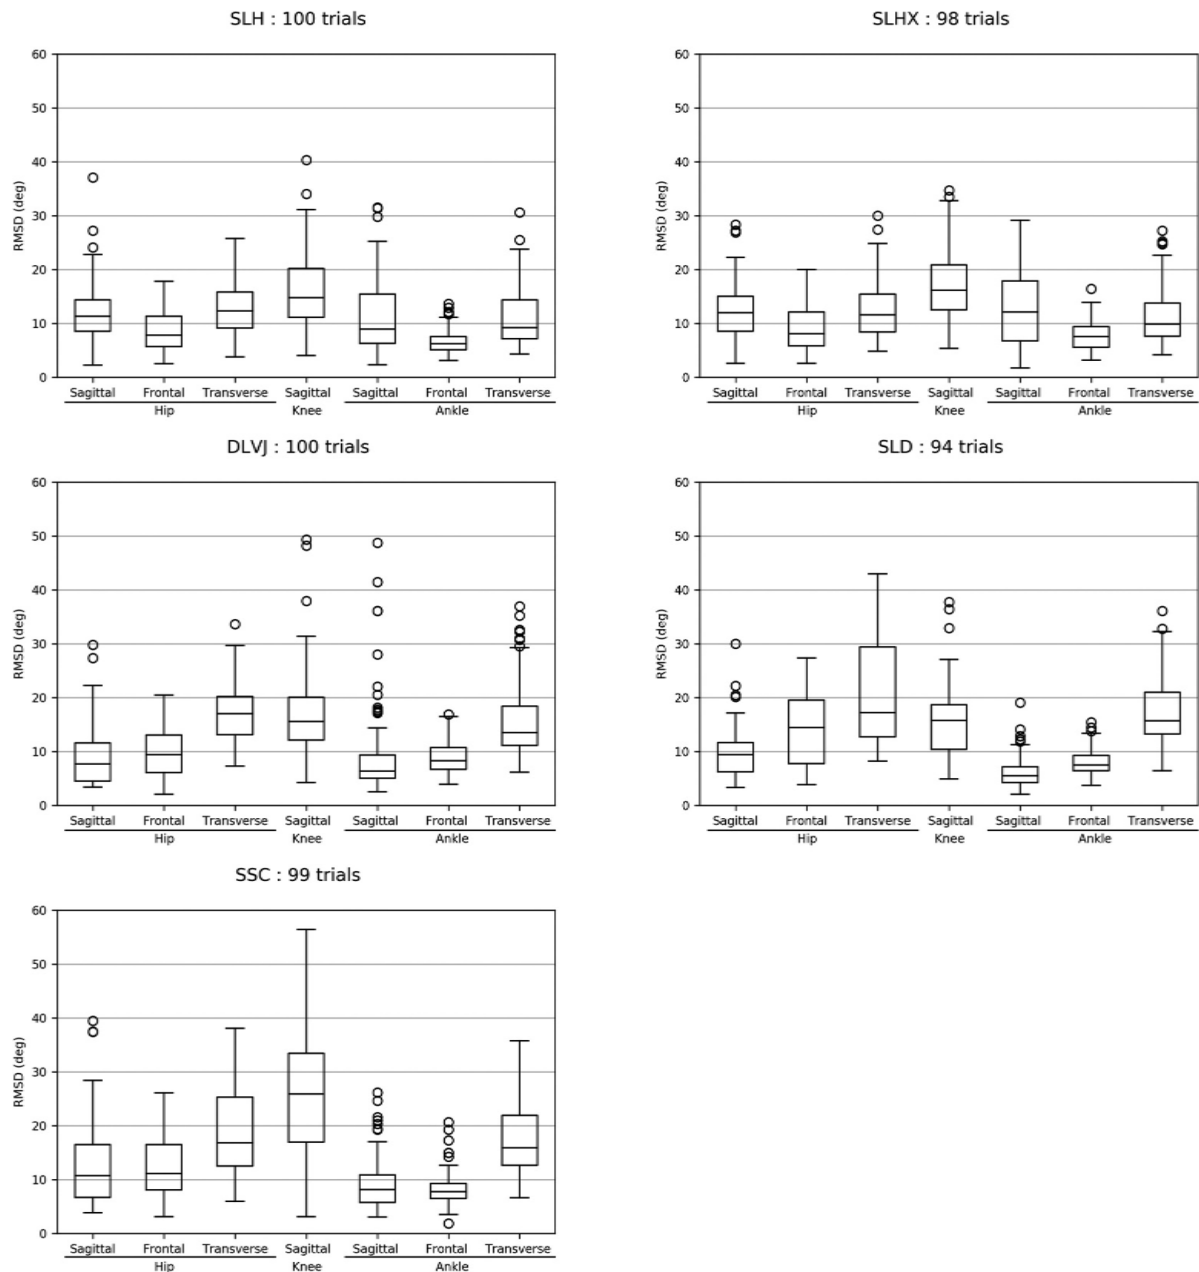 SLH : 100 trials
RMSD (deg)
60
50
40
30
20
10
0
Sagittal Frontal Transverse Sagittal Sagittal Frontal Transverse
Hip Knee Ankle
SLHX : 98 trials
RMSD (deg)
60
50
40
30
20
10
0
Sagittal Frontal Transverse Sagittal Sagittal Frontal Transverse
Hip Knee Ankle
DLVJ : 100 trials
RMSD (deg)
60
50
40
30
20
10
0
Sagittal Frontal Transverse Sagittal Sagittal Frontal Transverse
Hip Knee Ankle
SLD : 94 trials
RMSD (deg)
60
50
40
30
20
10
0
Sagittal Frontal Transverse Sagittal Sagittal Frontal Transverse
Hip Knee Ankle
SSC : 99 trials
RMSD (deg)
60
50
40
30
20
10
0
Sagittal Frontal Transverse Sagittal Sagittal Frontal Transverse
Hip Knee Ankle